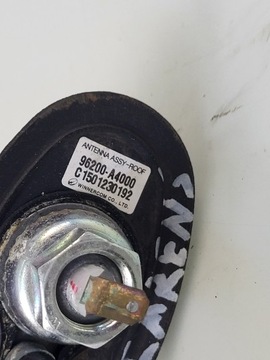 ANTENNA ASSY-ROOF
96200-A4000
C1501230192
WINNERCOM CO., LTD.
CARENS